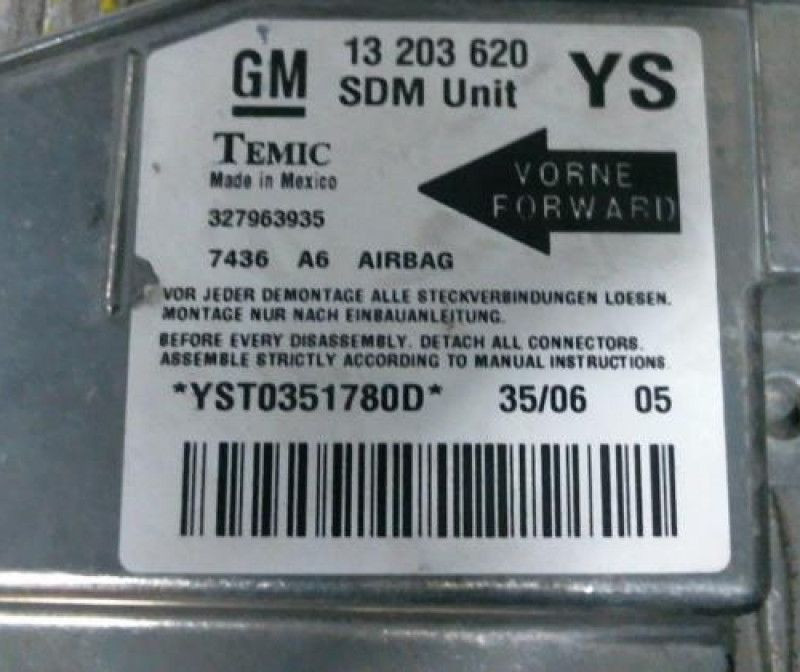 GM 13 203 620 YS
SDM Unit
TEMIC
Made in Mexico
VORNE
FORWARD
327963935
7436 A6 AIRBAG
VOR JEDER DEMONTAGE ALLE STECKVERBINDUNGEN LOESEN.
MONTAGE NUR NACH EINBAUANLEITUNG.
BEFORE EVERY DISASSEMBLY. DETACH ALL CONNECTORS.
ASSEMBLE STRICTLY ACCORDING TO MANUAL INSTRUCTIONS
*YST0351780D* 35/06 05